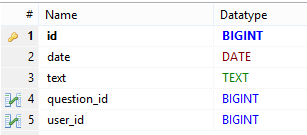 # Name Datatype
1 id BIGINT
2 date DATE
3 text TEXT
4 question_id BIGINT
5 user_id BIGINT